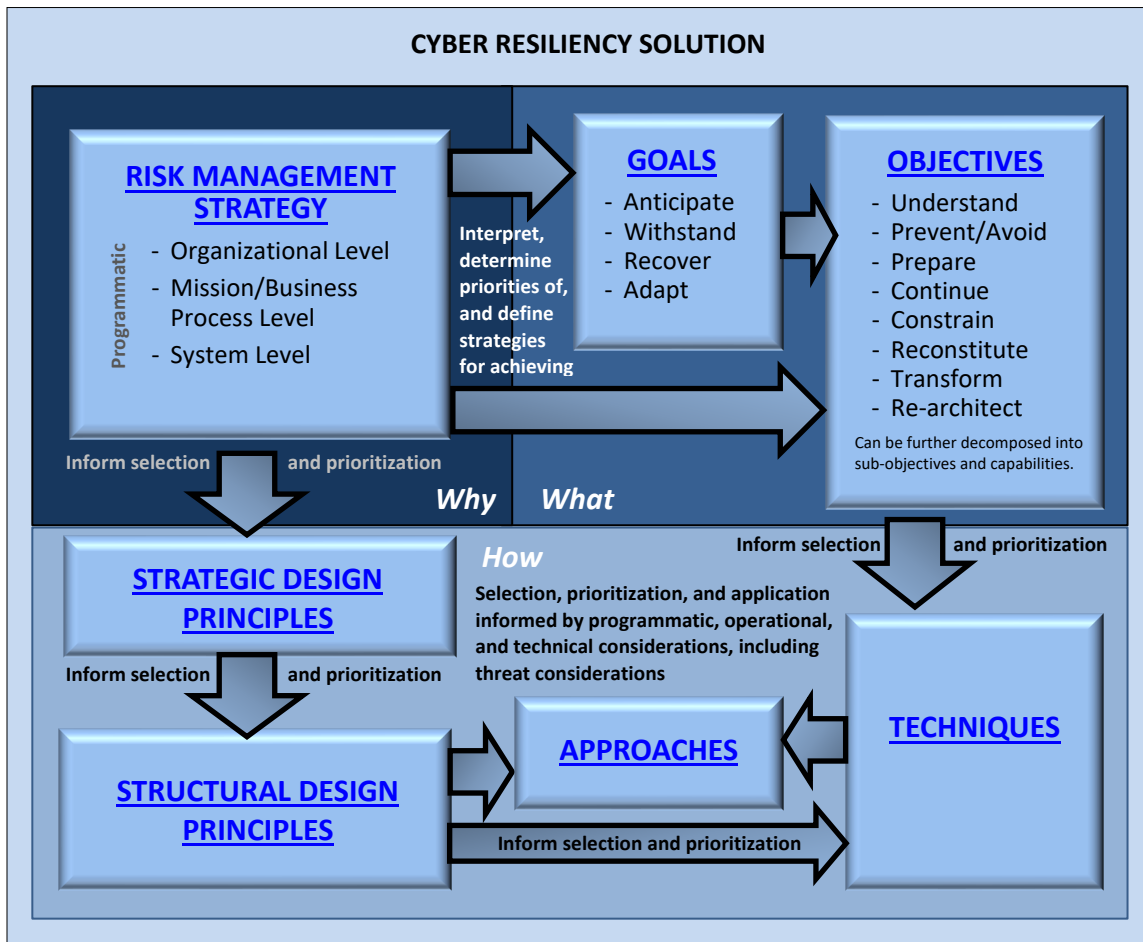 CYBER RESILIENCY SOLUTION
RISK MANAGEMENT
STRATEGY
Programmatic
- Organizational Level
- Mission/Business
Process Level
- System Level
Interpret,
determine
priorities of,
and define
strategies
for achieving
GOALS
- Anticipate
- Withstand
- Recover
- Adapt
OBJECTIVES
- Understand
- Prevent/Avoid
- Prepare
- Continue
- Constrain
- Reconstitute
- Transform
- Re-architect
Can be further decomposed into
sub-objectives and capabilities.
Inform selection and prioritization
Why
What
STRATEGIC DESIGN
PRINCIPLES
How
Selection, prioritization, and application
informed by programmatic, operational,
and technical considerations, including
threat considerations
Inform selection and prioritization
Inform selection and prioritization
STRUCTURAL DESIGN
PRINCIPLES
APPROACHES
TECHNIQUES
Inform selection and prioritization